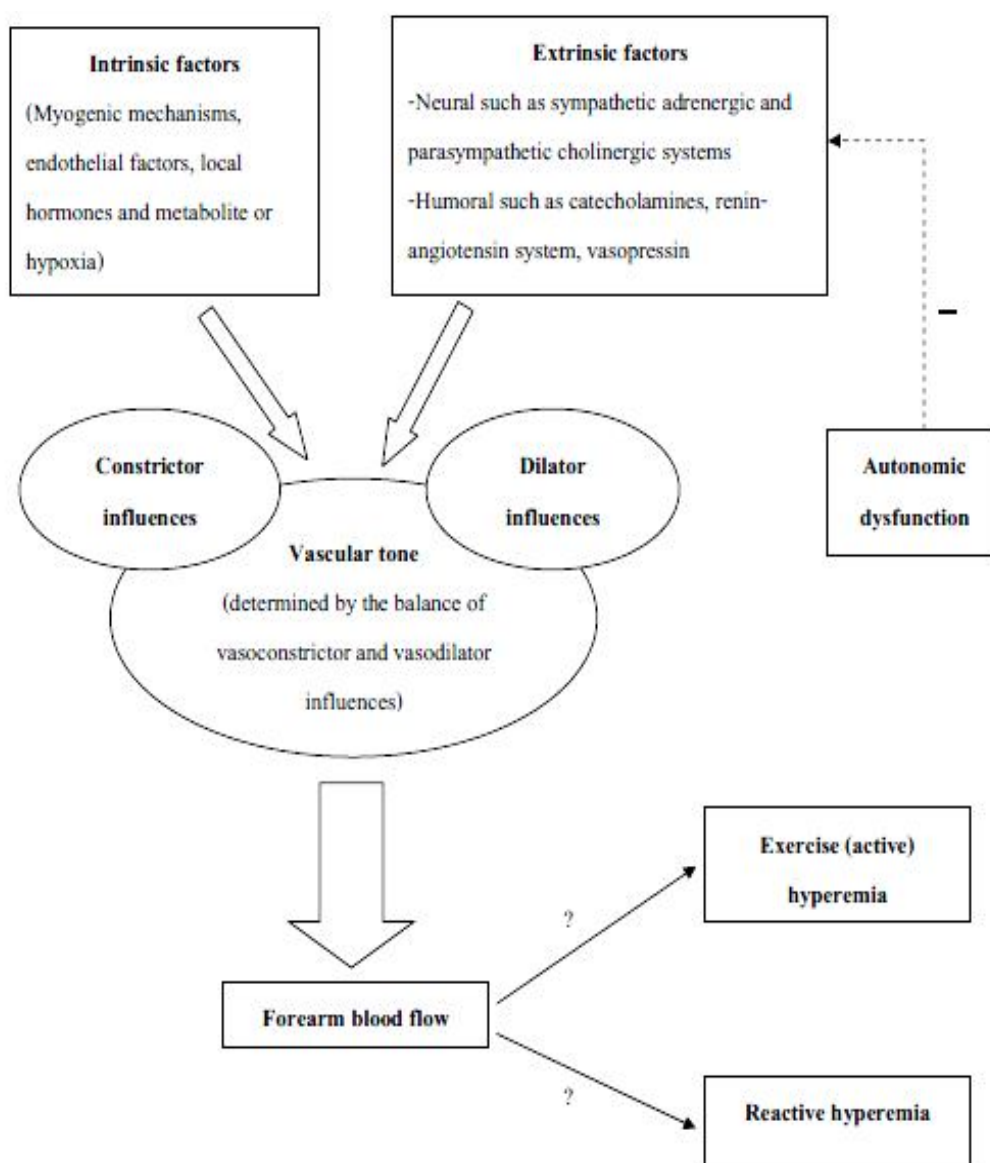 Intrinsic factors
(Myogenic mechanisms,
endothelial factors, local
hormones and metabolite or
hypoxia)
Extrinsic factors
-Neural such as sympathetic adrenergic and
parasympathetic cholinergic systems
-Humoral such as catecholamines, renin-
angiotensin system, vasopressin
–
Constrictor
influences
Dilator
influences
Autonomic
dysfunction
Vascular tone
(determined by the balance of
vasoconstrictor and vasodilator
influences)
Exercise (active)
hyperemia
?
Forearm blood flow
?
Reactive hyperemia